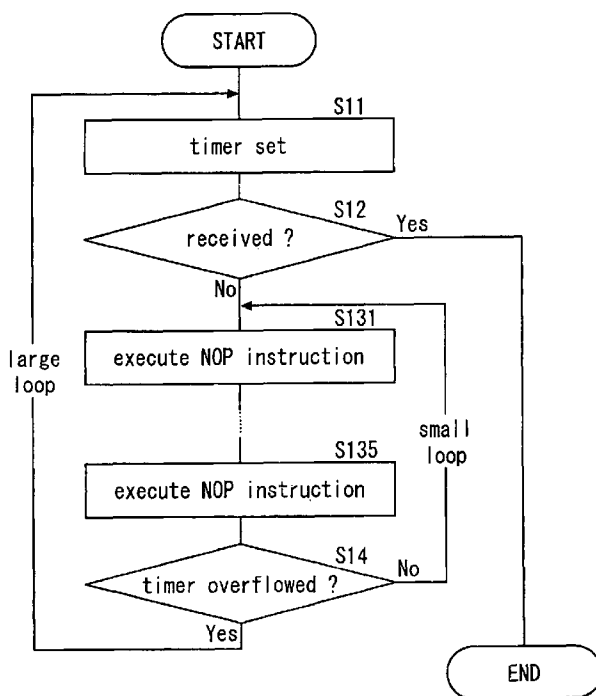 START
S11
timer set
S12
received ?
Yes
No
S131
execute NOP instruction
large
loop
small
loop
S135
execute NOP instruction
S14
timer overflowed ?
No
Yes
END